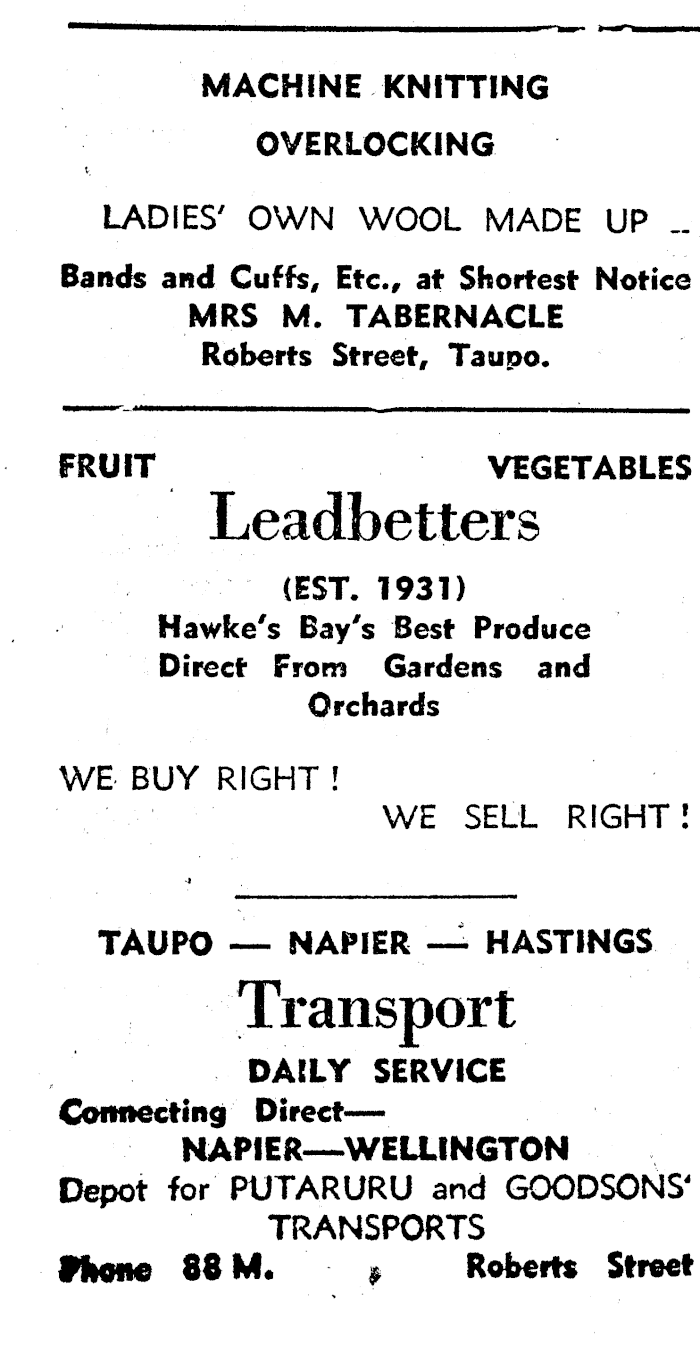 MACHINE KNITTING
OVERLOCKING
LADIES' OWN WOOL MADE UP --
Bands and Cuffs, Etc., at Shortest Notice
MRS M. TABERNACLE
Roberts Street, Taupo.
FRUIT VEGETABLES
Leadbetters
(EST. 1931)
Hawke's Bay's Best Produce
Direct From Gardens and
Orchards
WE BUY RIGHT !
WE SELL RIGHT !
TAUPO — NAPIER — HASTINGS
Transport
DAILY SERVICE
Connecting Direct—
NAPIER—WELLINGTON
Depot for PUTARURU and GOODSONS'
TRANSPORTS
Phone 88 M. Roberts Street